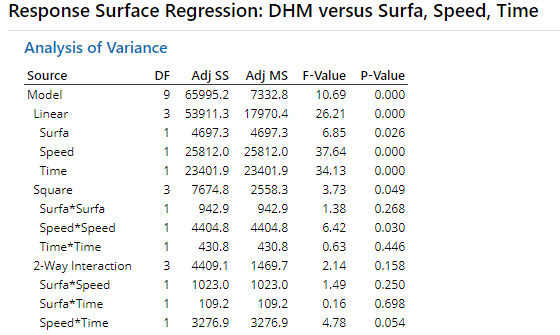 Response Surface Regression: DHM versus Surfa, Speed, Time
Analysis of Variance
Source DF Adj SS Adj MS F-Value P-Value
Model 9 65995.2 7332.8 10.69 0.000
Linear 3 53911.3 17970.4 26.21 0.000
Surfa 1 4697.3 4697.3 6.85 0.026
Speed 1 25812.0 25812.0 37.64 0.000
Time 1 23401.9 23401.9 34.13 0.000
Square 3 7674.8 2558.3 3.73 0.049
Surfa*Surfa 1 942.9 942.9 1.38 0.268
Speed*Speed 1 4404.8 4404.8 6.42 0.030
Time*Time 1 430.8 430.8 0.63 0.446
2-Way Interaction 3 4409.1 1469.7 2.14 0.158
Surfa*Speed 1 1023.0 1023.0 1.49 0.250
Surfa*Time 1 109.2 109.2 0.16 0.698
Speed*Time 1 3276.9 3276.9 4.78 0.054